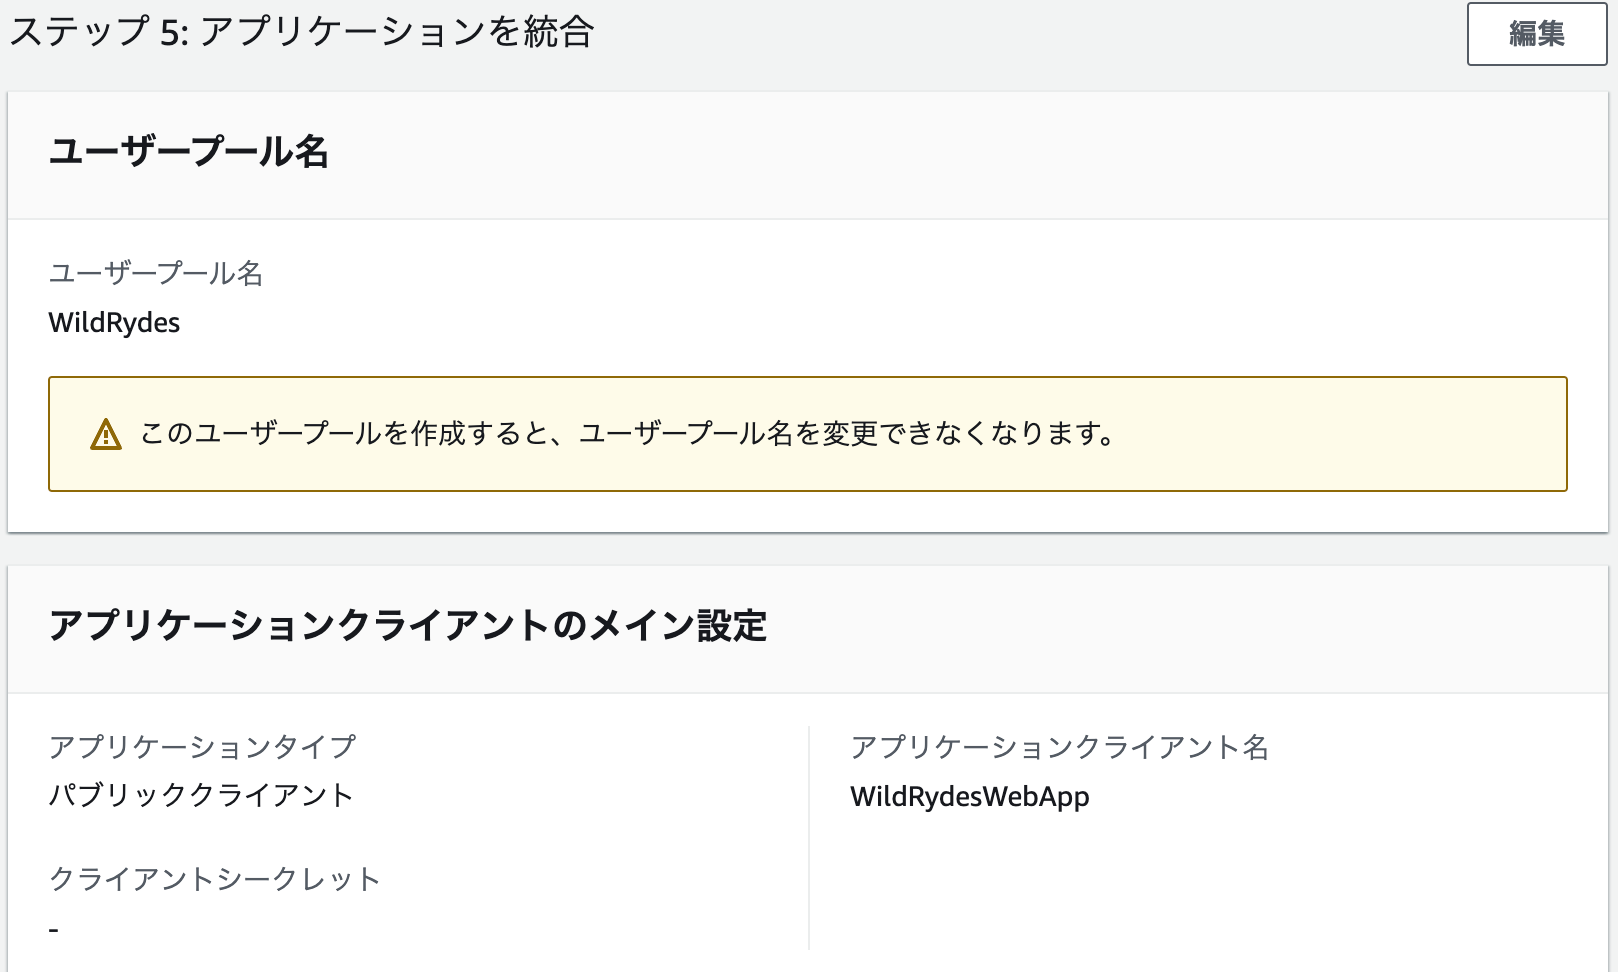 ステップ 5: アプリケーションを統合
編集
ユーザープール名
ユーザープール名
WildRydes
このユーザープールを作成すると、ユーザープール名を変更できなくなります。
アプリケーションクライアントのメイン設定
アプリケーションタイプ
パブリッククライアント
アプリケーションクライアント名
WildRydesWebApp
クライアントシークレット
-